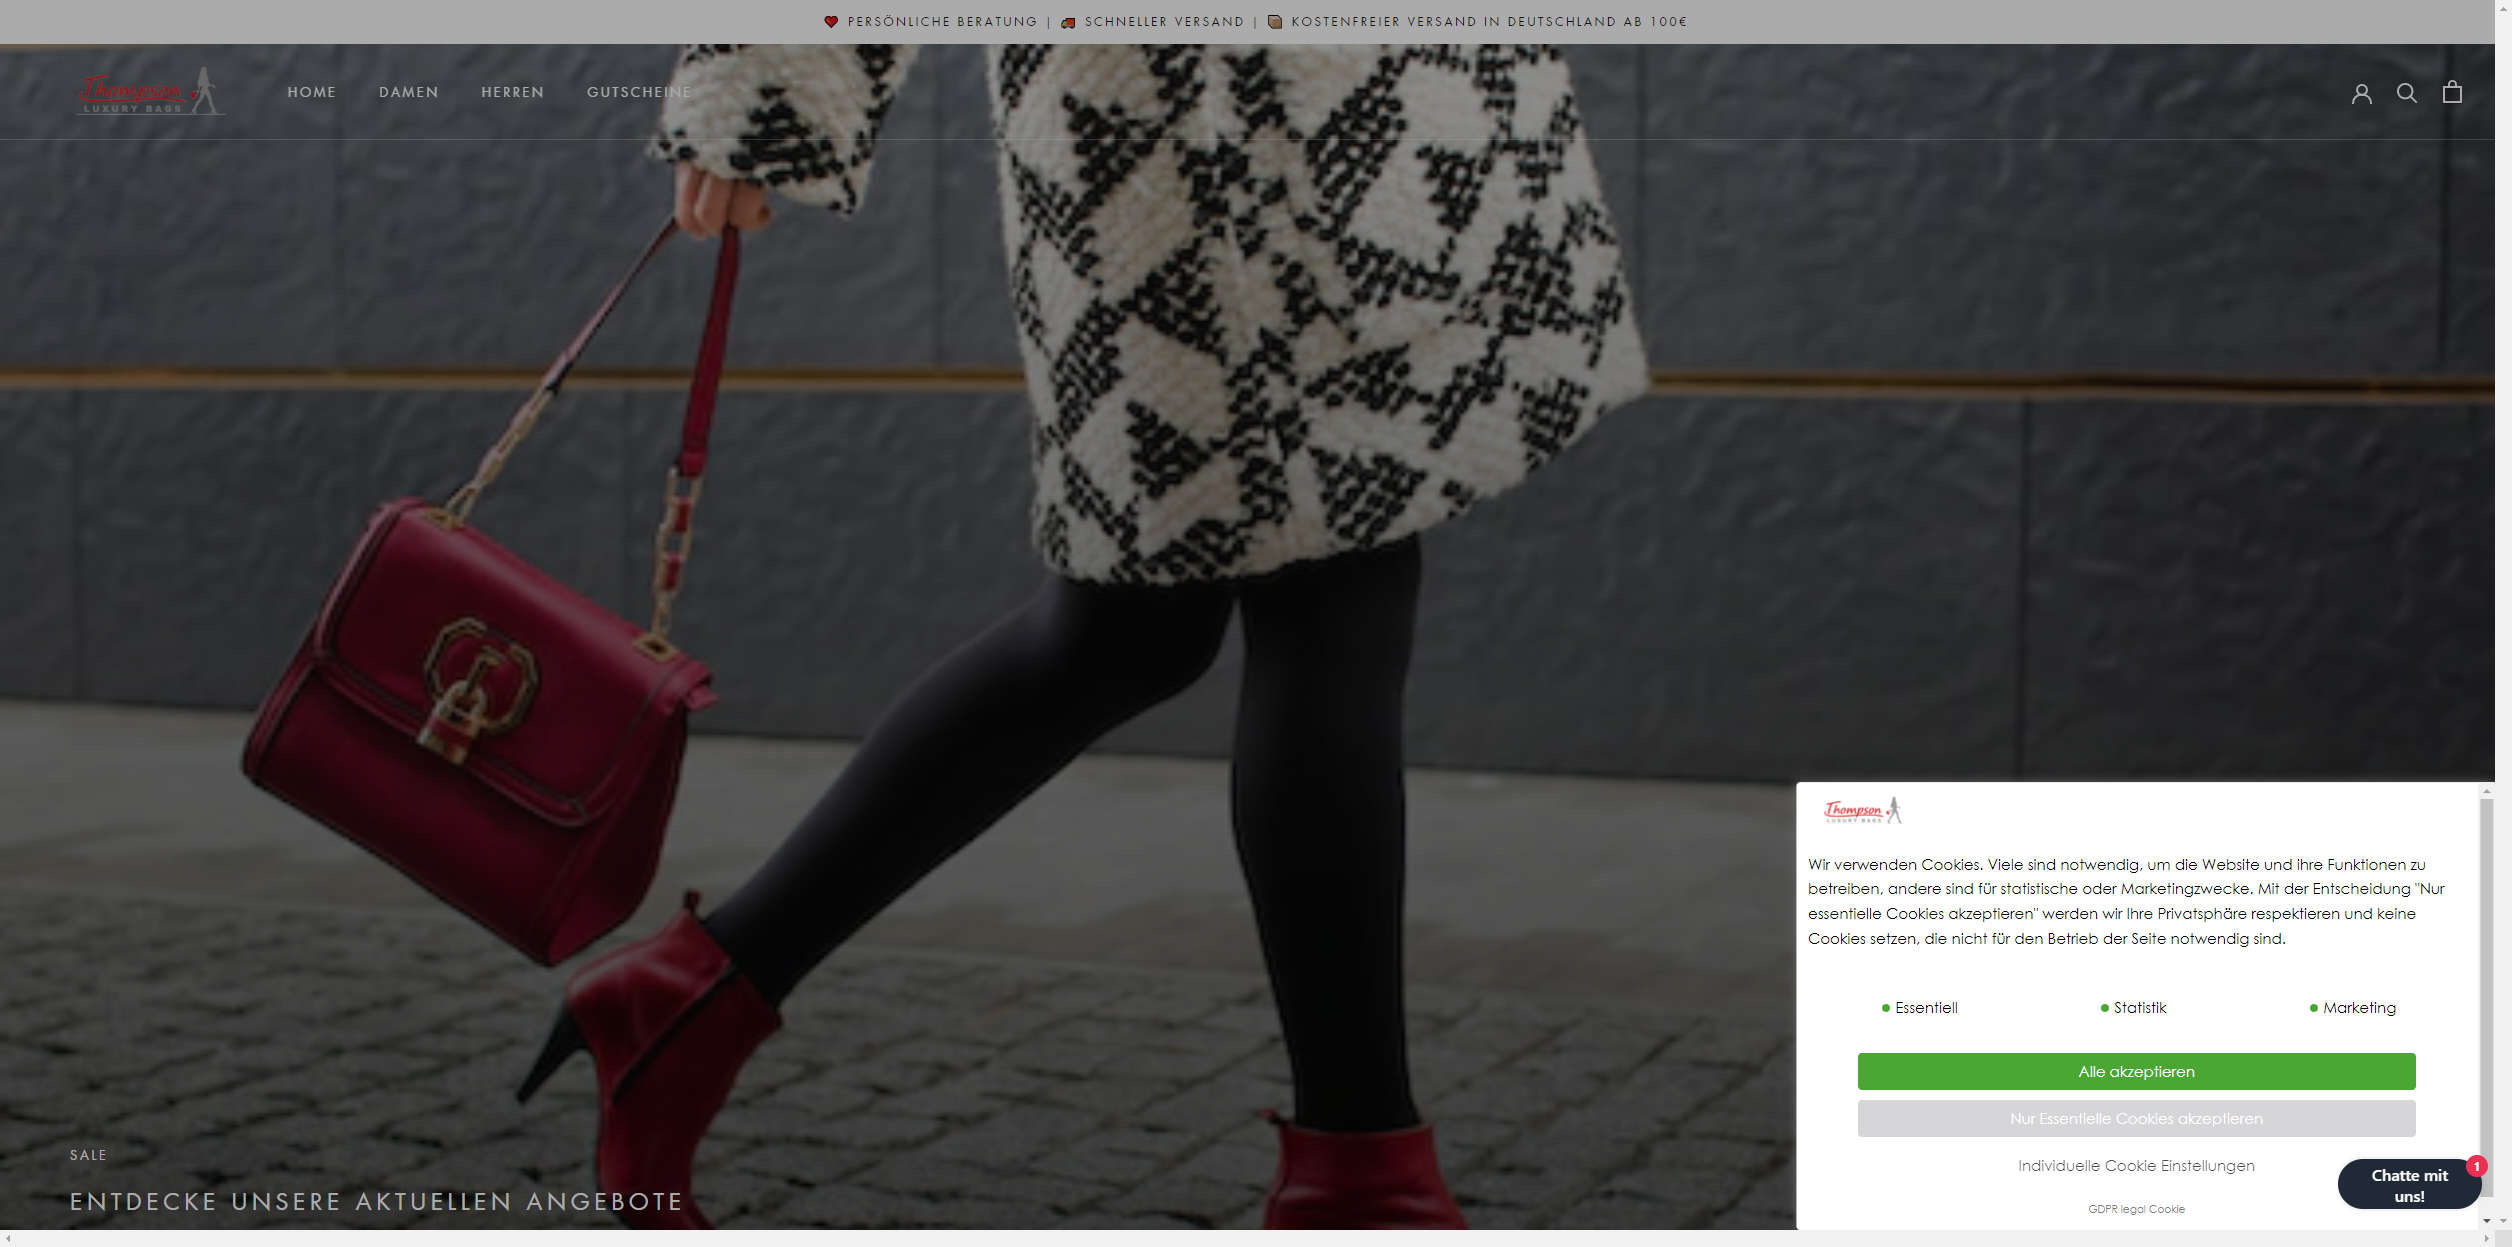 PERSÖNLICHE BERATUNG | SCHNELLER VERSAND | KOSTENFREIER VERSAND IN DEUTSCHLAND AB 100€
Thompson
LUXURY BAGS
HOME DAMEN HERREN GUTSCHEINE
Thompson
LUXURY BAGS
Wir verwenden Cookies. Viele sind notwendig, um die Website und ihre Funktionen zu
betreiben, andere sind für statistische oder Marketingzwecke. Mit der Entscheidung "Nur
essentielle Cookies akzeptieren" werden wir Ihre Privatsphäre respektieren und keine
Cookies setzen, die nicht für den Betrieb der Seite notwendig sind.
Essentiell Statistik Marketing
Alle akzeptieren
Nur Essentielle Cookies akzeptieren
Individuelle Cookie Einstellungen
GDPR legal Cookie
Chatte mit
uns!
1
SALE
ENTDECKE UNSERE AKTUELLEN ANGEBOTE